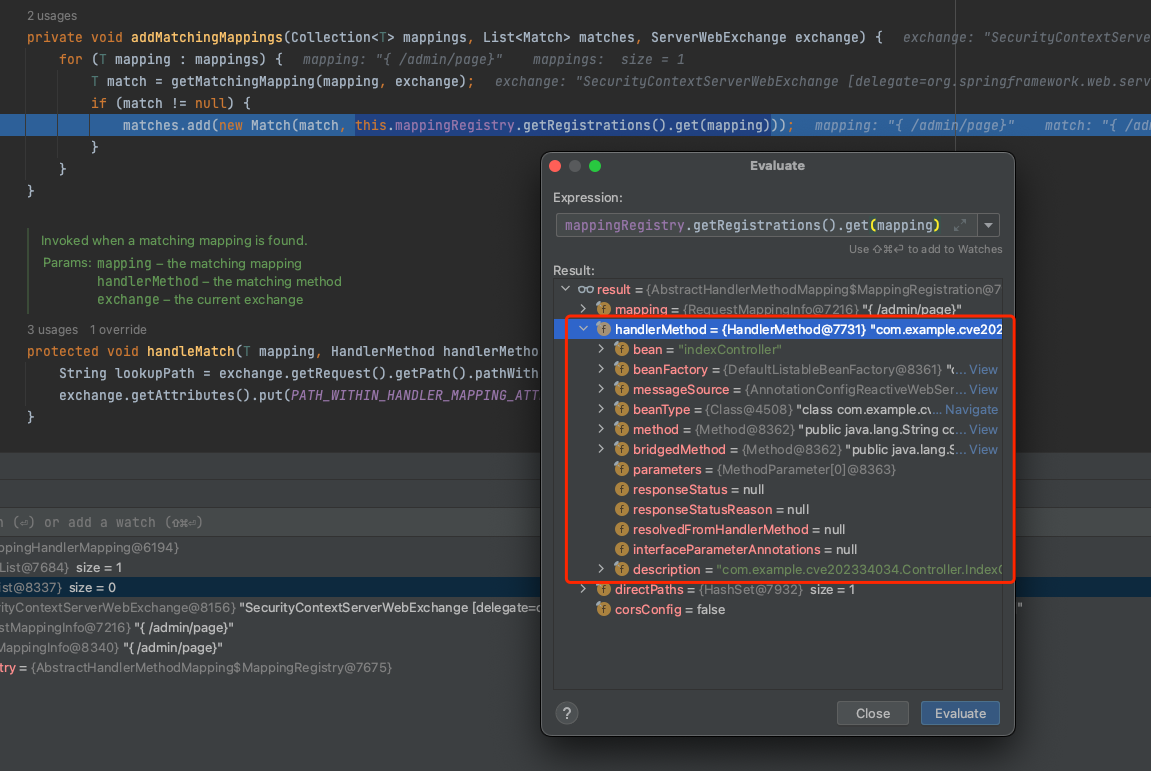 2 usages
private void addMatchingMappings(Collection<T> mappings, List<Match> matches, ServerWebExchange exchange) { exchange: "SecurityContextServe
for (T mapping : mappings) { mapping: "{ /admin/page}" mappings: size = 1
T match = getMatchingMapping(mapping, exchange); exchange: "SecurityContextServerWebExchange [delegate=org.springframework.web.serv
if (match != null) {
matches.add(new Match(match, this.mappingRegistry.getRegistrations().get(mapping))); mapping: "{ /admin/page}" match: "{ /adm
}
}
}
Invoked when a matching mapping is found.
Params: mapping – the matching mapping
handlerMethod – the matching method
exchange – the current exchange
3 usages 1 override
protected void handleMatch(T mapping, HandlerMethod handlerMetho
String lookupPath = exchange.getRequest().getPath().pathWith
exchange.getAttributes().put(PATH_WITHIN_HANDLER_MAPPING_ATT
}
n (⏎) or add a watch (⇧⌘⏎)
ppingHandlerMapping@6194}
List@7684} size = 1
ist@8337} size = 0
rityContextServerWebExchange@8156} "SecurityContextServerWebExchange [delegate=o
"
stMappingInfo@7216} "{ /admin/page}"
MappingInfo@8340} "{ /admin/page}"
try = {AbstractHandlerMethodMapping$MappingRegistry@7675}
Evaluate
Expression:
mappingRegistry.getRegistrations().get(mapping)
Use ⇧⌘⏎ to add to Watches
Result:
result = {AbstractHandlerMethodMapping$MappingRegistration@7
mapping = {RequestMappingInfo@7216} "{ /admin/page}"
handlerMethod = {HandlerMethod@7731} "com.example.cve202
bean = "indexController"
beanFactory = {DefaultListableBeanFactory@8361} "c... View
messageSource = {AnnotationConfigReactiveWebSer... View
beanType = {Class@4508} "class com.example.cv... Navigate
method = {Method@8362} "public java.lang.String cc... View
bridgedMethod = {Method@8362} "public java.lang.S... View
parameters = {MethodParameter[0]@8363}
responseStatus = null
responseStatusReason = null
resolvedFromHandlerMethod = null
interfaceParameterAnnotations = null
description = "com.example.cve202334034.Controller.IndexC
directPaths = {HashSet@7932} size = 1
corsConfig = false
?
Close
Evaluate